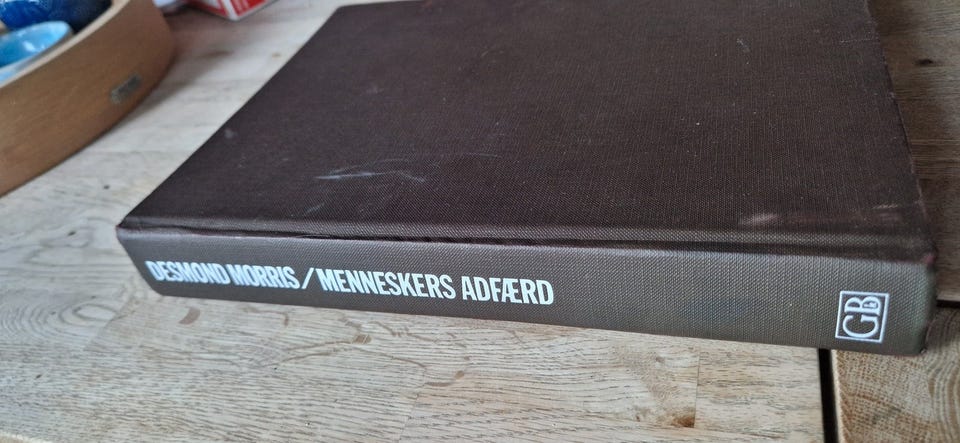 DESMOND MORRIS / MENNESKERS ADFÆRD
GB